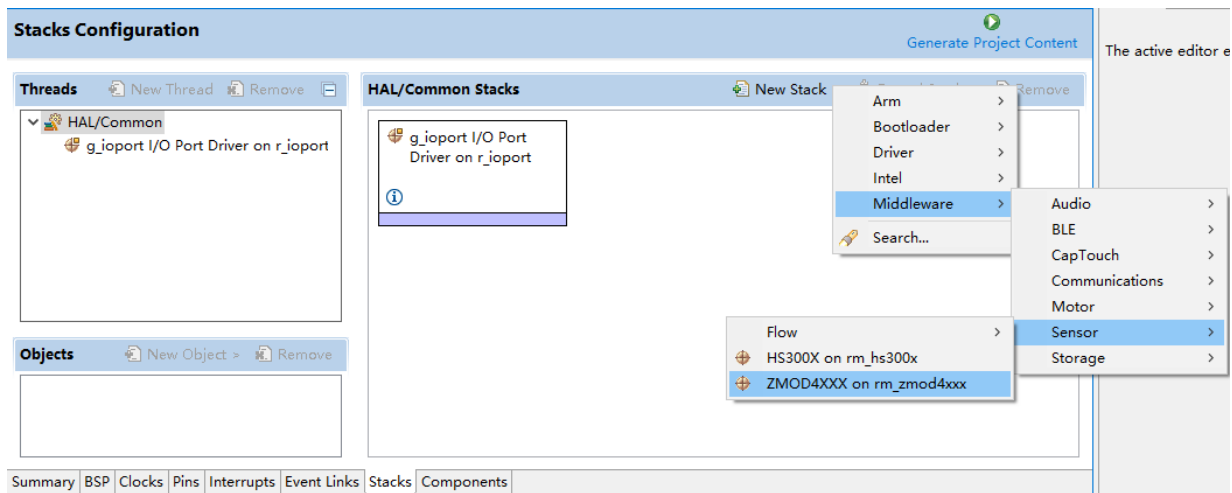 Stacks Configuration
Generate Project Content
The active editor e
Threads
New Thread
Remove
HAL/Common
g_ioport I/O Port Driver on r_ioport
HAL/Common Stacks
New Stack
Remove
g_ioport I/O Port
Driver on r_ioport
Arm
Bootloader
Driver
Intel
Middleware
Search...
Audio
BLE
CapTouch
Communications
Motor
Sensor
Storage
Flow
HS300X on rm_hs300x
ZMOD4XXX on rm_zmod4xxx
Objects
New Object >
Remove
Summary
BSP
Clocks
Pins
Interrupts
Event Links
Stacks
Components